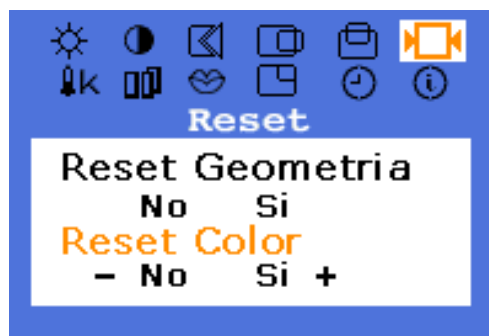 K
Reset
Reset Geometria
No Si
Reset Color
- No Si +